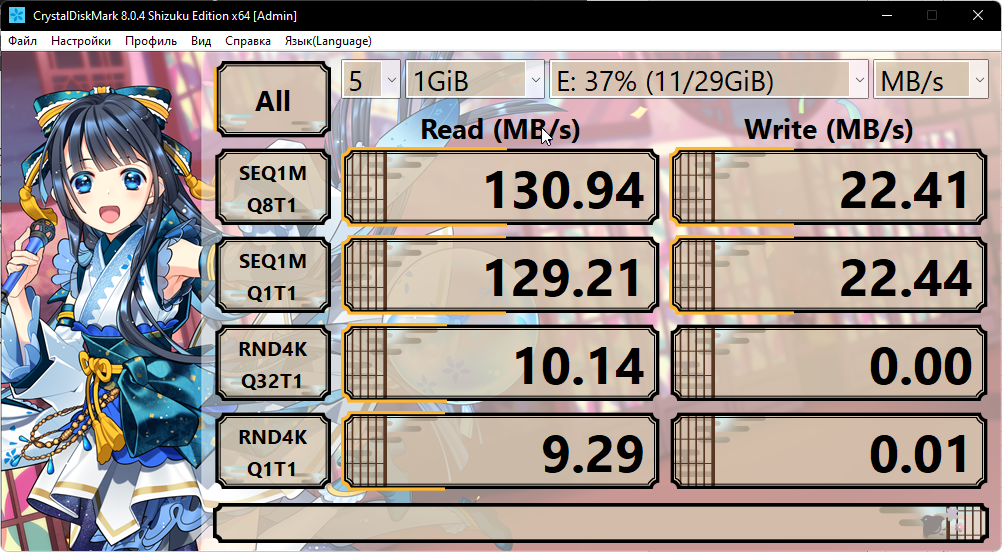 CrystalDiskMark 8.0.4 Shizuku Edition x64 [Admin]
Файл Настройки Профиль Вид Справка Язык(Language)
All 5 1GiB E: 37% (11/29GiB) MB/s
Read (MB/s) Write (MB/s)
SEQ1M
Q8T1 130.94 22.41
SEQ1M
Q1T1 129.21 22.44
RND4K
Q32T1 10.14 0.00
RND4K
Q1T1 9.29 0.01